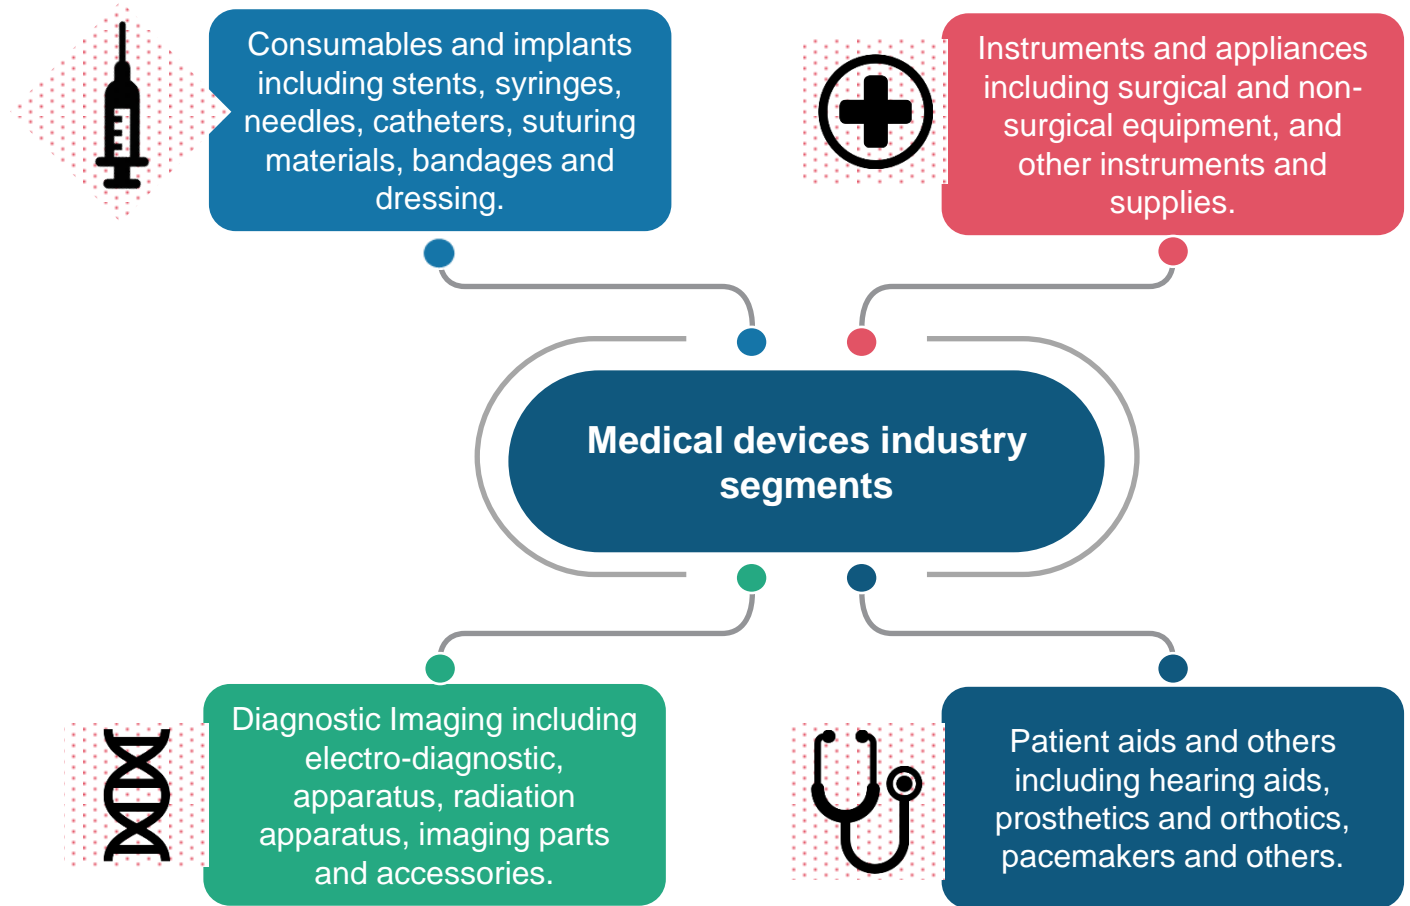 Consumables and implants
including stents, syringes,
needles, catheters, suturing
materials, bandages and
dressing.
Instruments and appliances
including surgical and non-
surgical equipment, and
other instruments and
supplies.
Medical devices industry
segments
Diagnostic Imaging including
electro-diagnostic,
apparatus, radiation
apparatus, imaging parts
and accessories.
Patient aids and others
including hearing aids,
prosthetics and orthotics,
pacemakers and others.